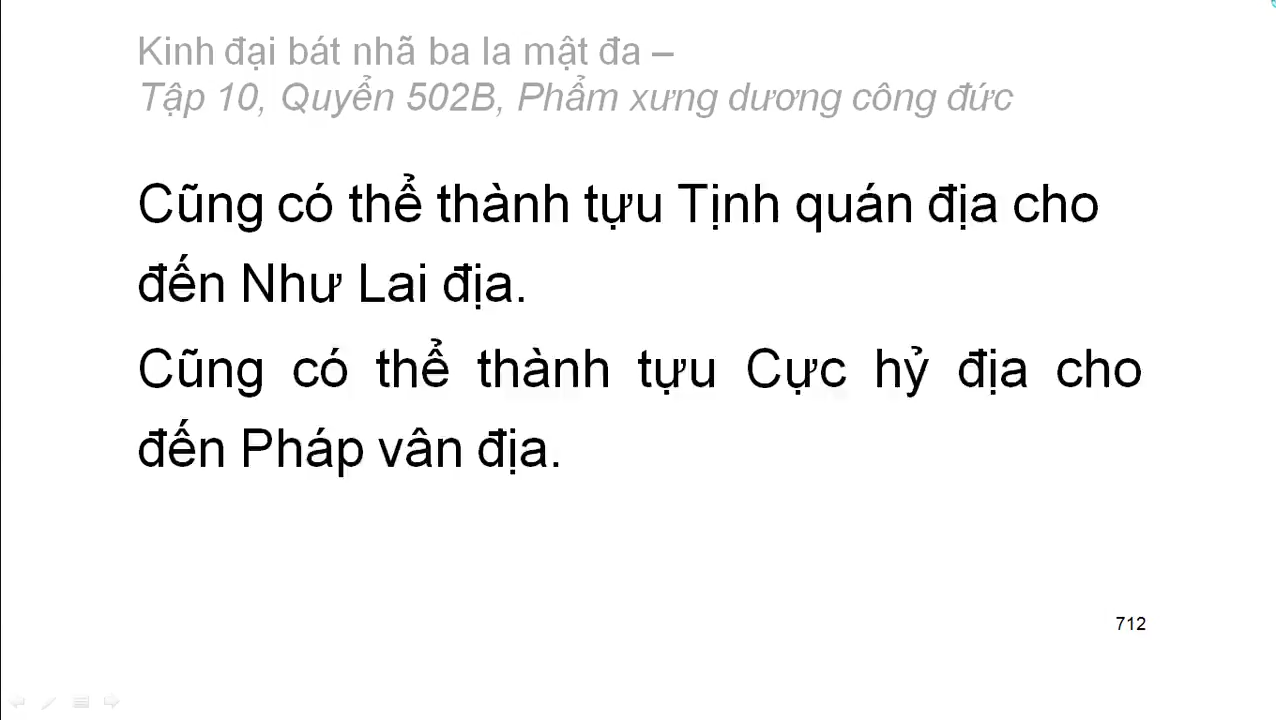 Kinh đại bát nhã ba la mật đa –
Tập 10, Quyển 502B, Phẩm xưng dương công đức
Cũng có thể thành tựu Tịnh quán địa cho
đến Như Lai địa.
Cũng có thể thành tựu Cực hỷ địa cho
đến Pháp vân địa.
712